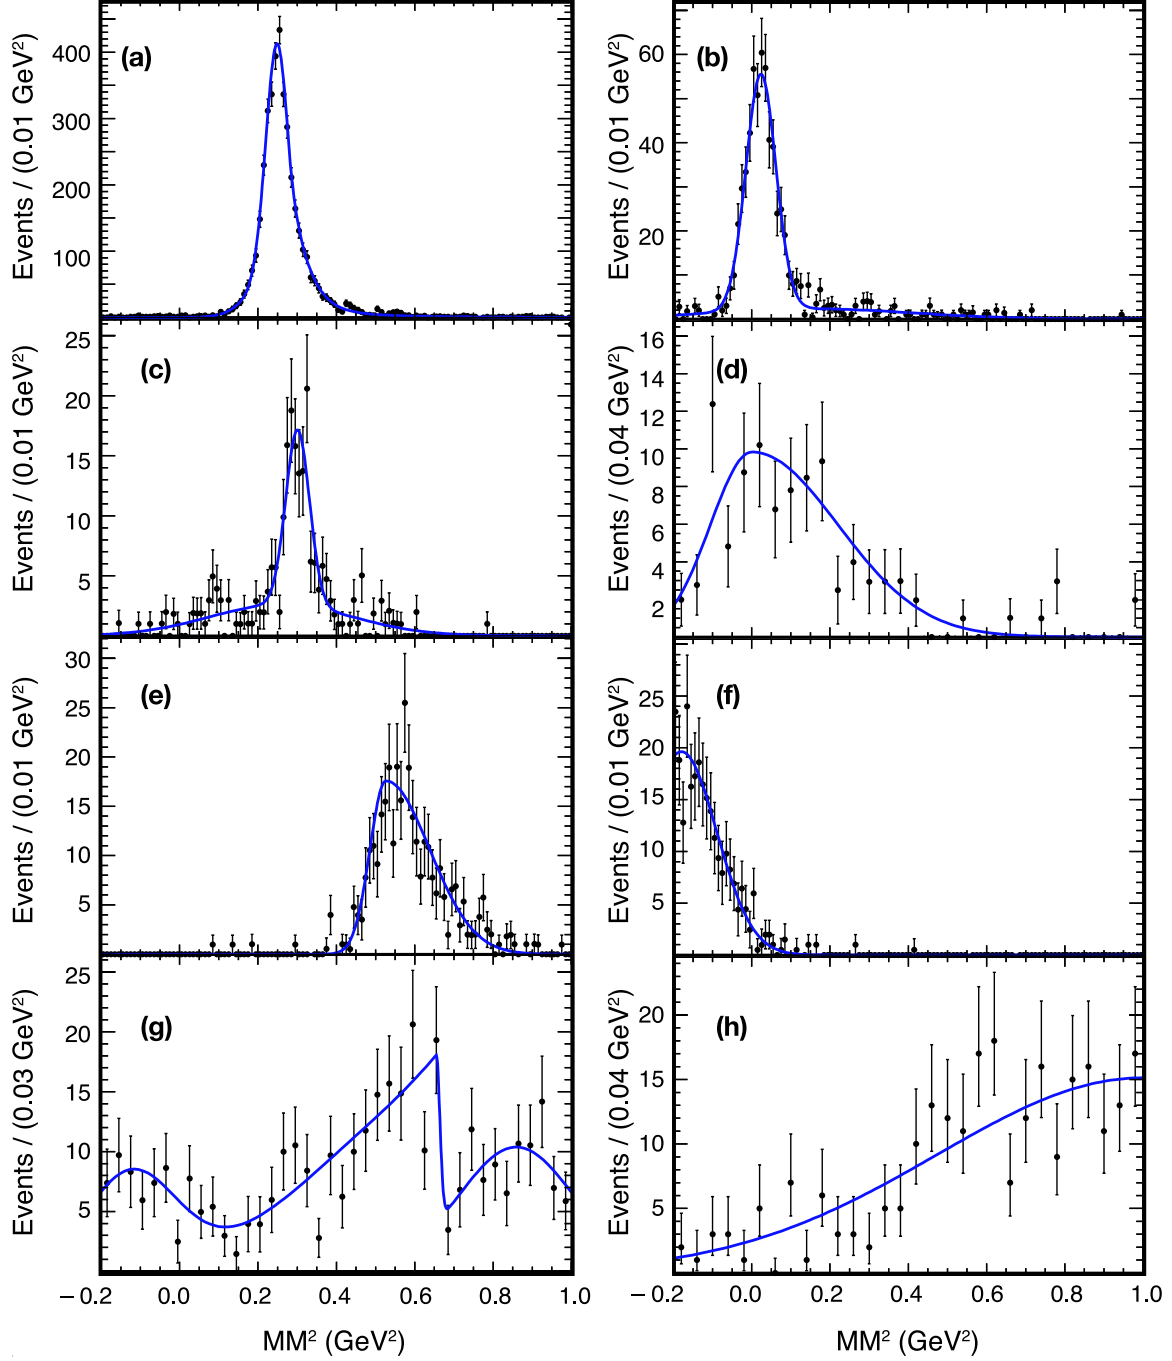 (a)
400
300
200
100
Events / (0.01 GeV²)
(b)
60
40
20
Events / (0.01 GeV²)
(c)
25
20
15
10
5
Events / (0.01 GeV²)
(d)
16
14
12
10
8
6
4
2
Events / (0.04 GeV²)
(e)
30
25
20
15
10
5
Events / (0.01 GeV²)
(f)
25
20
15
10
5
Events / (0.01 GeV²)
(g)
25
20
15
10
5
Events / (0.03 GeV²)
(h)
20
15
10
5
Events / (0.04 GeV²)
−0.2 0.0 0.2 0.4 0.6 0.8 1.0
MM² (GeV²)
−0.2 0.0 0.2 0.4 0.6 0.8 1.0
MM² (GeV²)